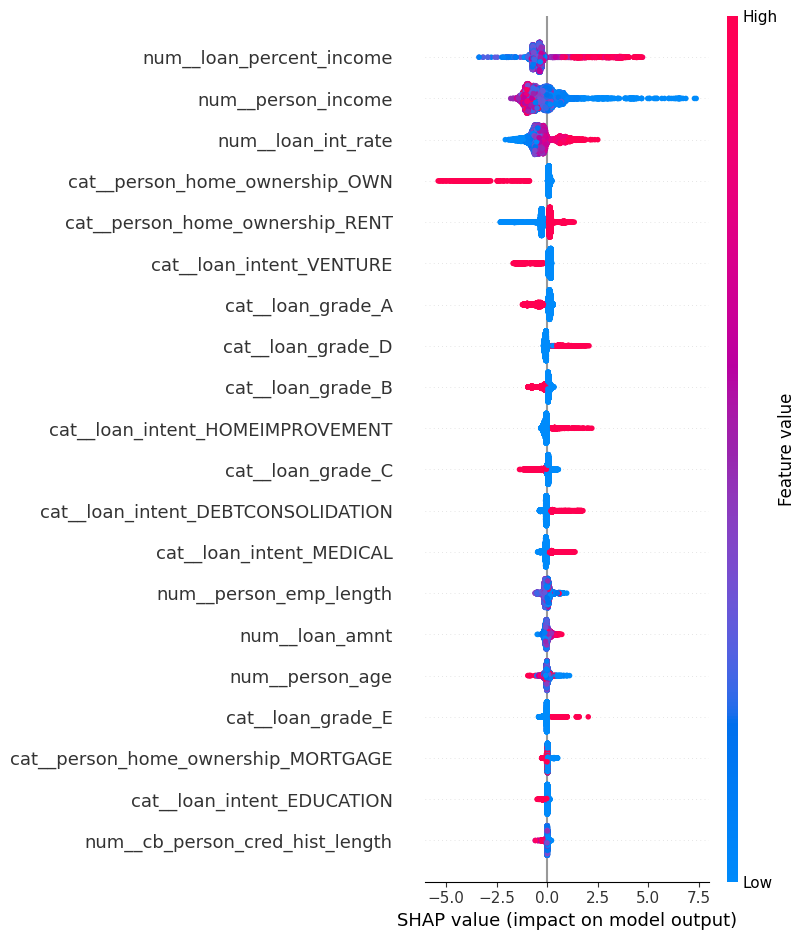 High
num__loan_percent_income
num__person_income
num__loan_int_rate
cat__person_home_ownership_OWN
cat__person_home_ownership_RENT
cat__loan_intent_VENTURE
cat__loan_grade_A
cat__loan_grade_D
cat__loan_grade_B
cat__loan_intent_HOMEIMPROVEMENT
cat__loan_grade_C
cat__loan_intent_DEBTCONSOLIDATION
cat__loan_intent_MEDICAL
num__person_emp_length
num__loan_amnt
num__person_age
cat__loan_grade_E
cat__person_home_ownership_MORTGAGE
cat__loan_intent_EDUCATION
num__cb_person_cred_hist_length
Feature value
Low
−5.0 −2.5 0.0 2.5 5.0 7.5
SHAP value (impact on model output)